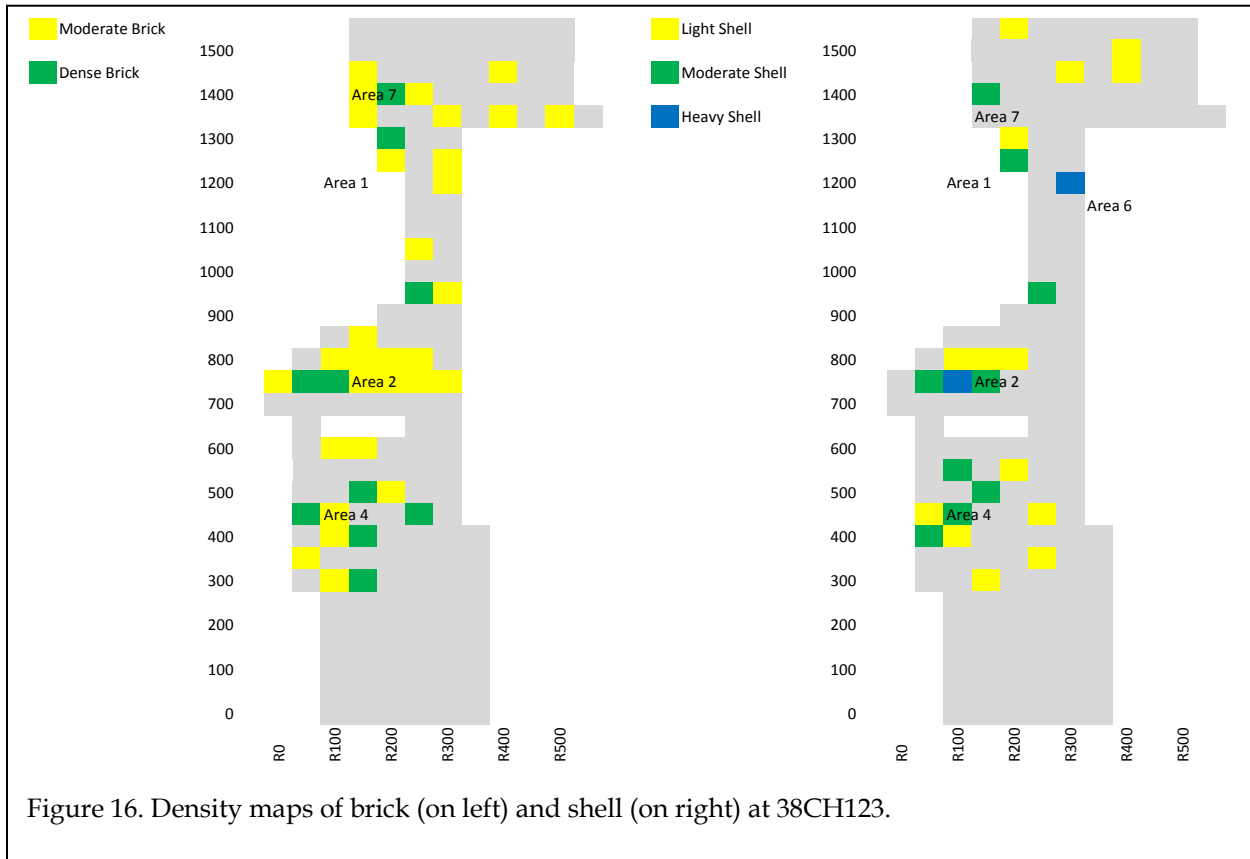 Moderate Brick
Dense Brick
1500
1400
1300
1200
1100
1000
900
800
700
600
500
400
300
200
100
0
Area 7
Area 1
Area 2
Area 4
R0
R100
R200
R300
R400
R500
Light Shell
Moderate Shell
Heavy Shell
1500
1400
1300
1200
1100
1000
900
800
700
600
500
400
300
200
100
0
Area 7
Area 1
Area 6
Area 2
Area 4
R0
R100
R200
R300
R400
R500
Figure 16. Density maps of brick (on left) and shell (on right) at 38CH123.